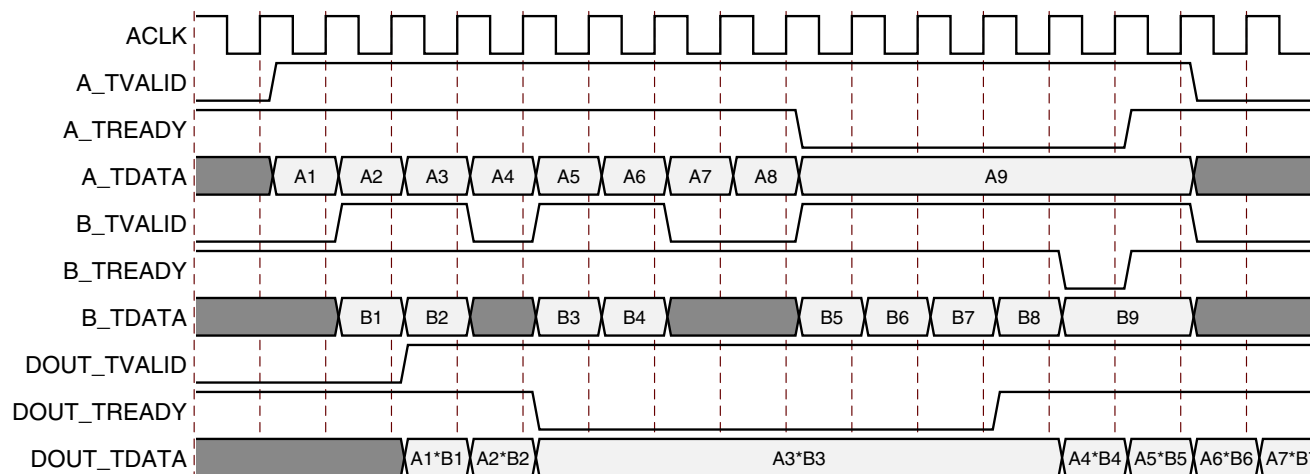 ACLK
A_TVALID
A_TREADY
A_TDATA A1 A2 A3 A4 A5 A6 A7 A8 A9
B_TVALID
B_TREADY
B_TDATA B1 B2 B3 B4 B5 B6 B7 B8 B9
DOUT_TVALID
DOUT_TREADY
DOUT_TDATA A1*B1 A2*B2 A3*B3 A4*B4 A5*B5 A6*B6 A7*B